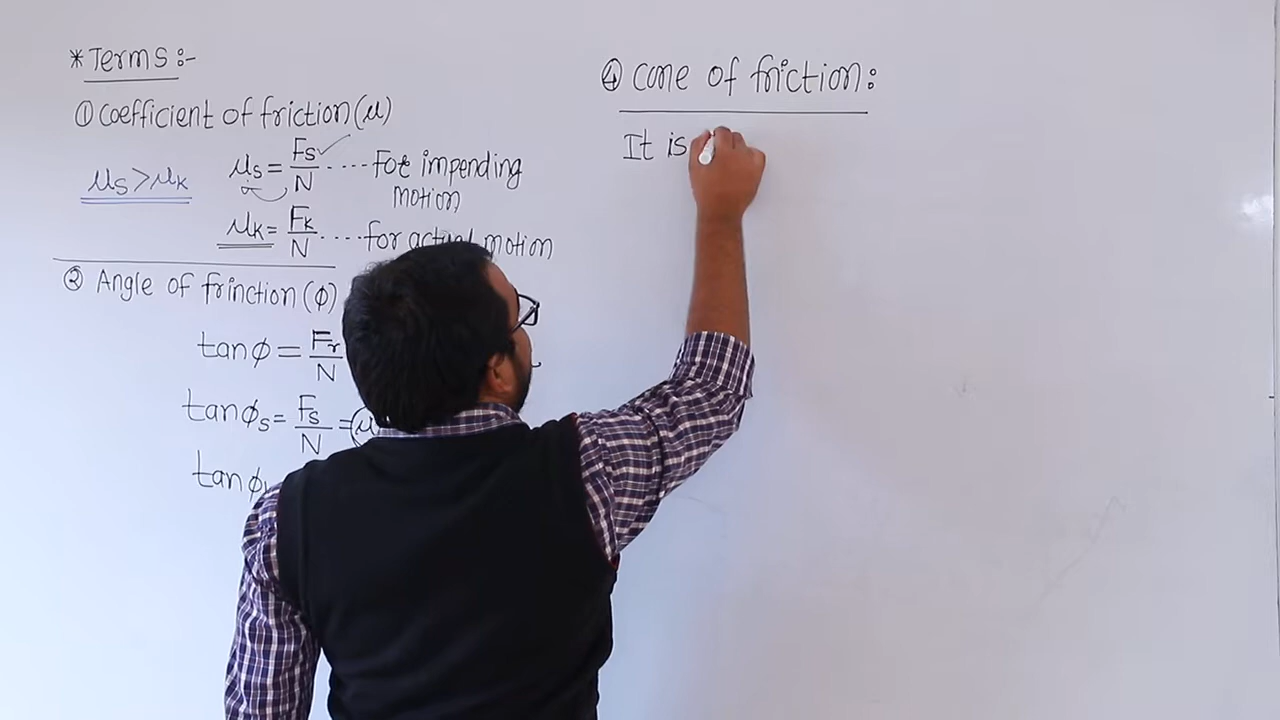 * Terms :-
① Coefficient of friction (μ)
μs > μk
μs = Fs/N ✓ .... For impending motion
μk = Fk/N .... for actual motion
② Angle of frinction (ϕ)
tanϕ = Fr/N
tanϕs = Fs/N = μ
tanϕ
④ Cone of friction:
It is